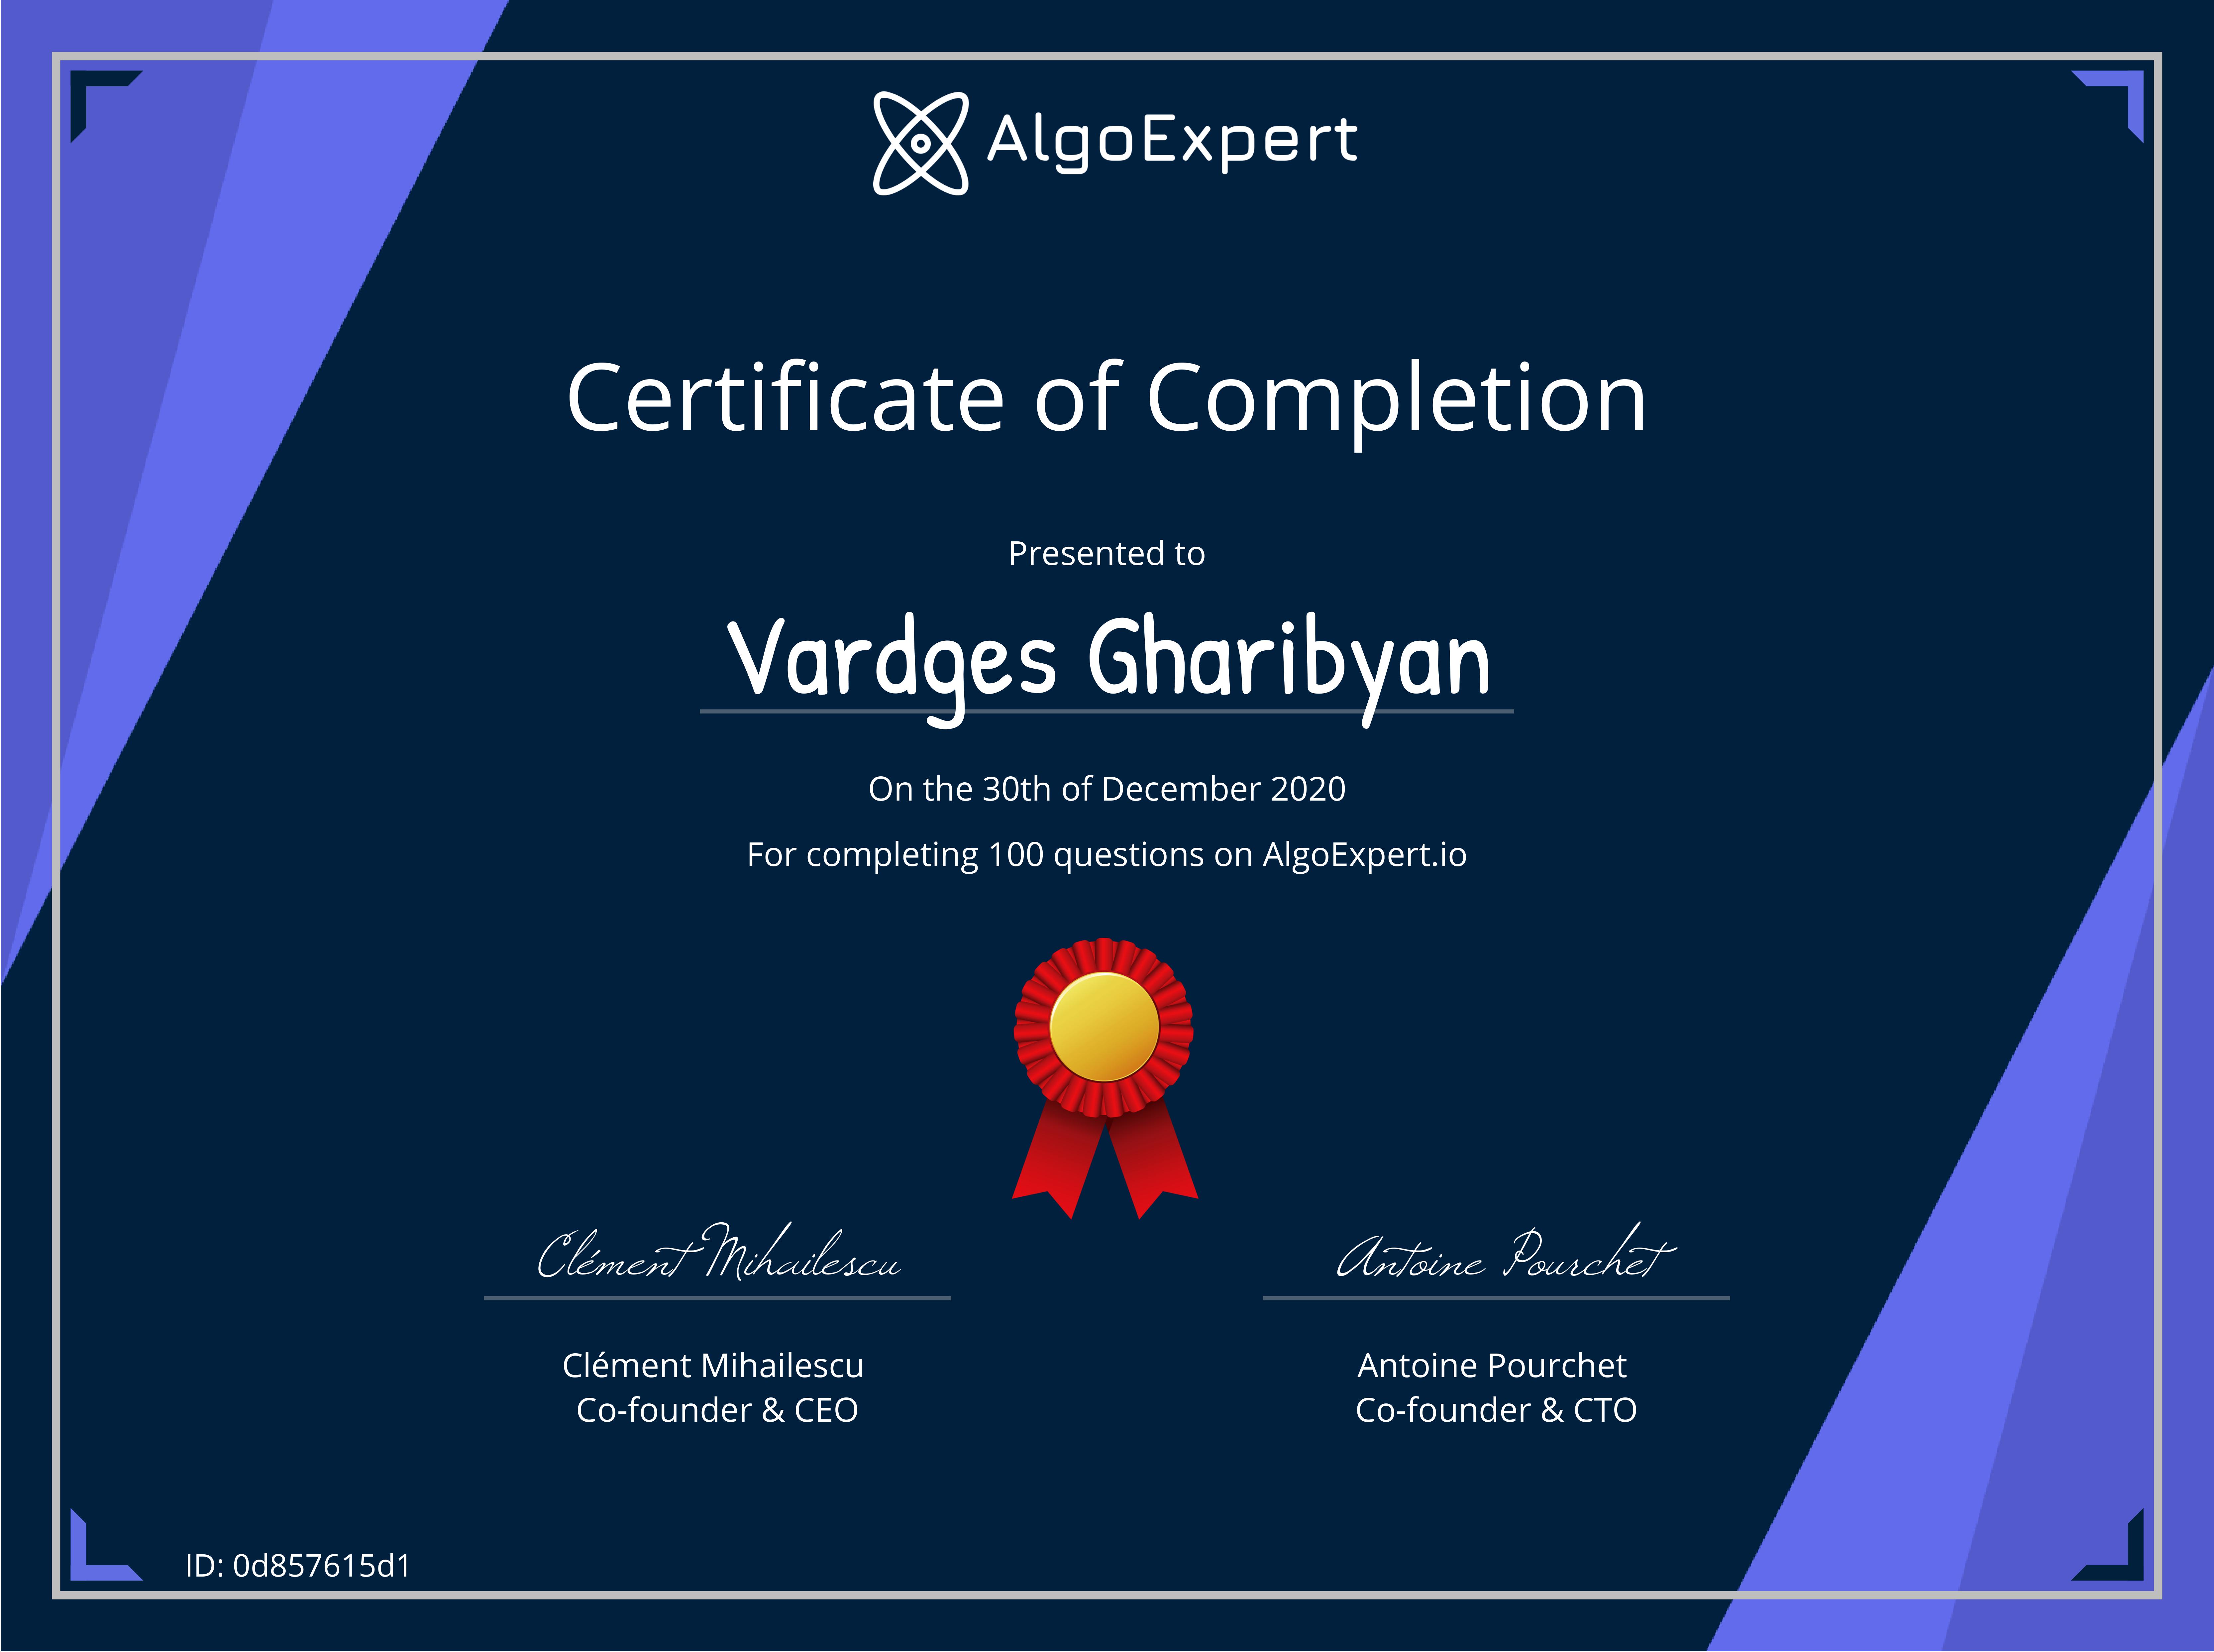 AlgoExpert
Certificate of Completion
Presented to
Vardges Gharibyan
On the 30th of December 2020
For completing 100 questions on AlgoExpert.io
Clément Mihailescu
Antoine Pourchet
Clément Mihailescu
Co-founder & CEO
Antoine Pourchet
Co-founder & CTO
ID: 0d857615d1